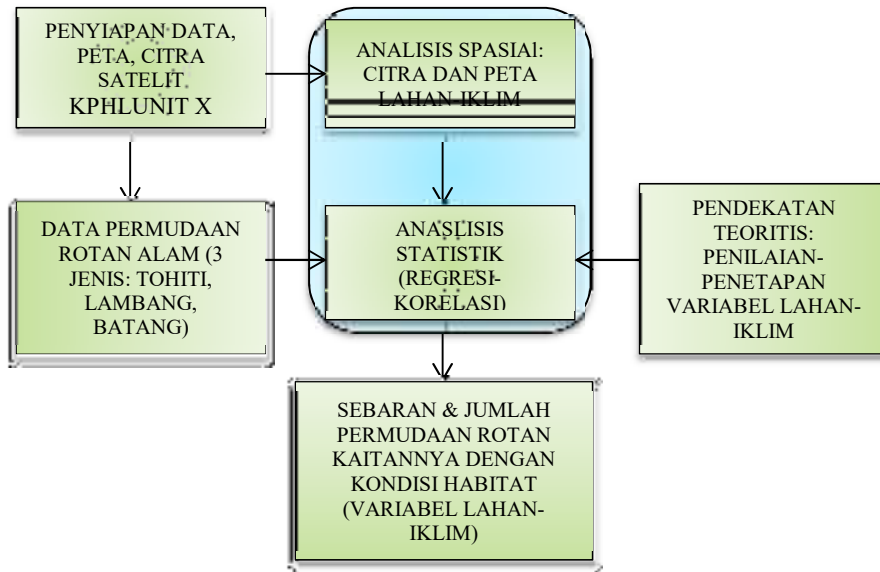 PENYIAPAN DATA,
PETA, CITRA
SATELIT
KPHLUNIT X
ANALISIS SPASIAl:
CITRA DAN PETA
LAHAN-IKLIM
DATA PERMUDAAN
ROTAN ALAM (3
JENIS: TOHITI,
LAMBANG,
BATANG)
ANASLISIS
STATISTIK
(REGRESI-
KORELASI)
PENDEKATAN
TEORITIS:
PENILAIAN-
PENETAPAN
VARIABEL LAHAN-
IKLIM
SEBARAN & JUMLAH
PERMUDAAN ROTAN
KAITANNYA DENGAN
KONDISI HABITAT
(VARIABEL LAHAN-
IKLIM)